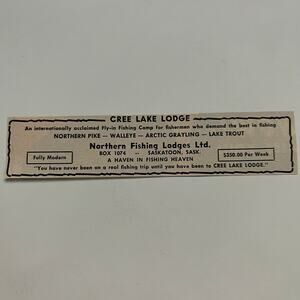 CREE LAKE LODGE
An internationally acclaimed Fly-in Fishing Camp for fishermen who demand the best in fishing
NORTHERN PIKE — WALLEYE — ARCTIC GRAYLING — LAKE TROUT
Northern Fishing Lodges Ltd.
BOX 1074 — SASKATOON, SASK.
A HAVEN IN FISHING HEAVEN
Fully Modern
$350.00 Per Week
"You have never been on a real fishing trip until you have been to CREE LAKE LODGE."